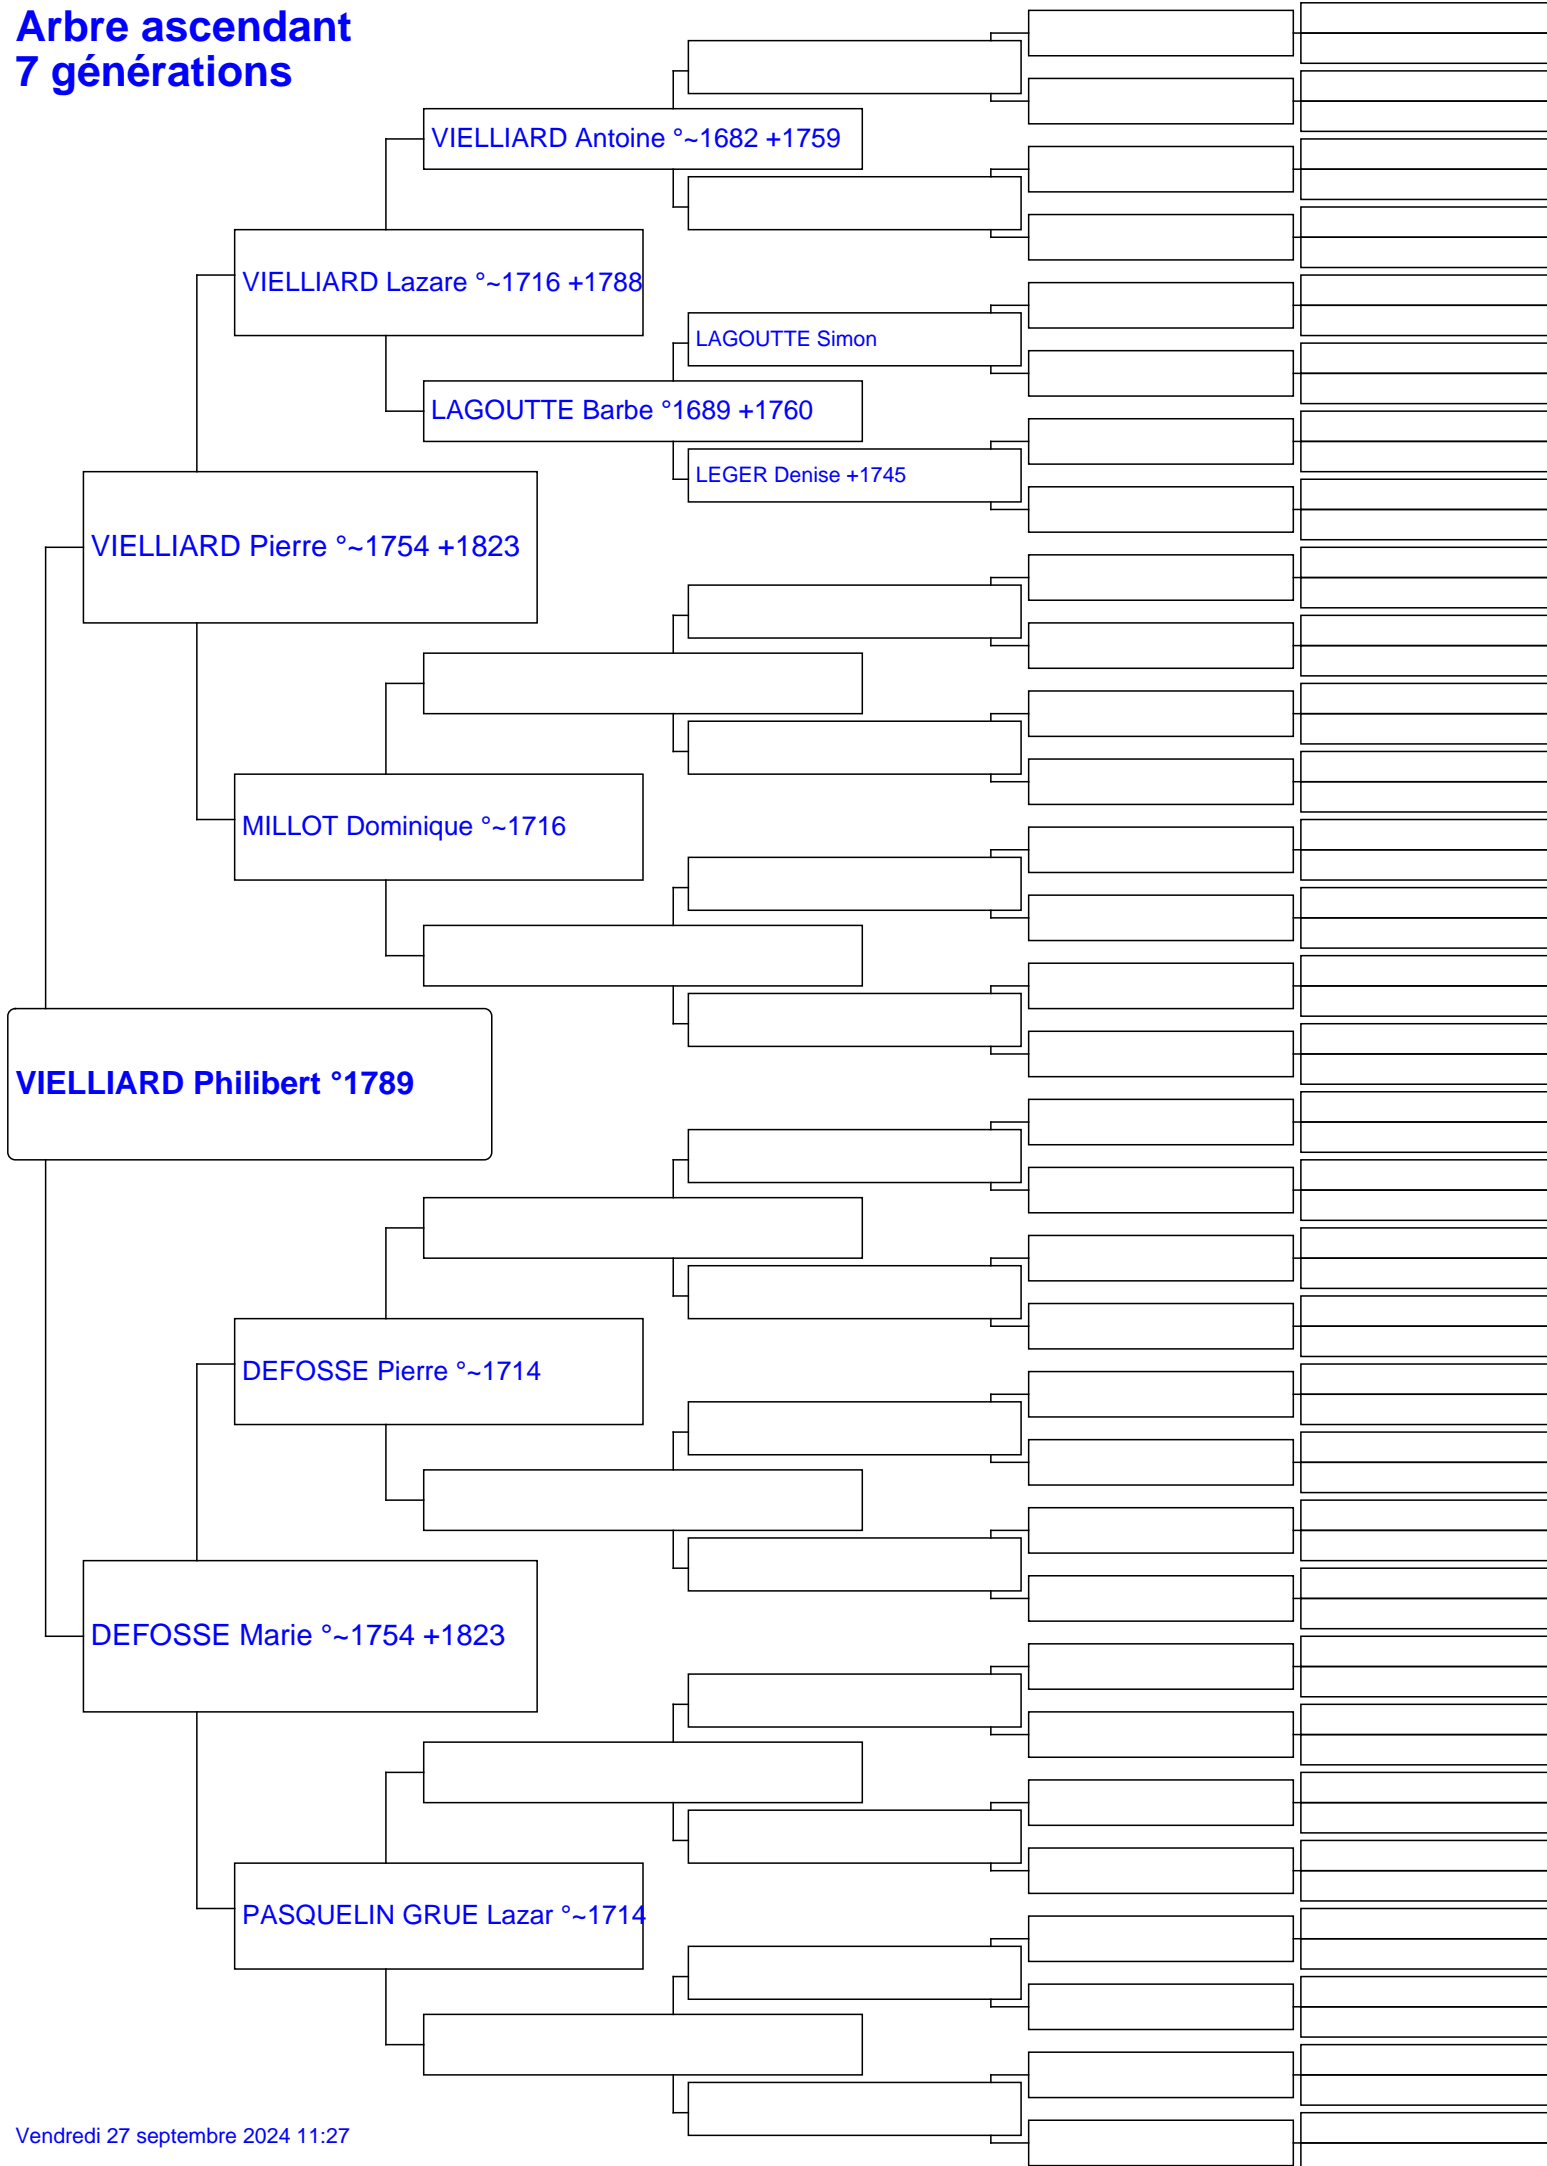 Arbre ascendant
7 générations
VIELLIARD Antoine °~1682 +1759
VIELLIARD Lazare °~1716 +1788
LAGOUTTE Simon
LAGOUTTE Barbe °1689 +1760
LEGER Denise +1745
VIELLIARD Pierre °~1754 +1823
MILLOT Dominique °~1716
VIELLIARD Philibert °1789
DEFOSSE Pierre °~1714
DEFOSSE Marie °~1754 +1823
PASQUELIN GRUE Lazar °~1714
Vendredi 27 septembre 2024 11:27